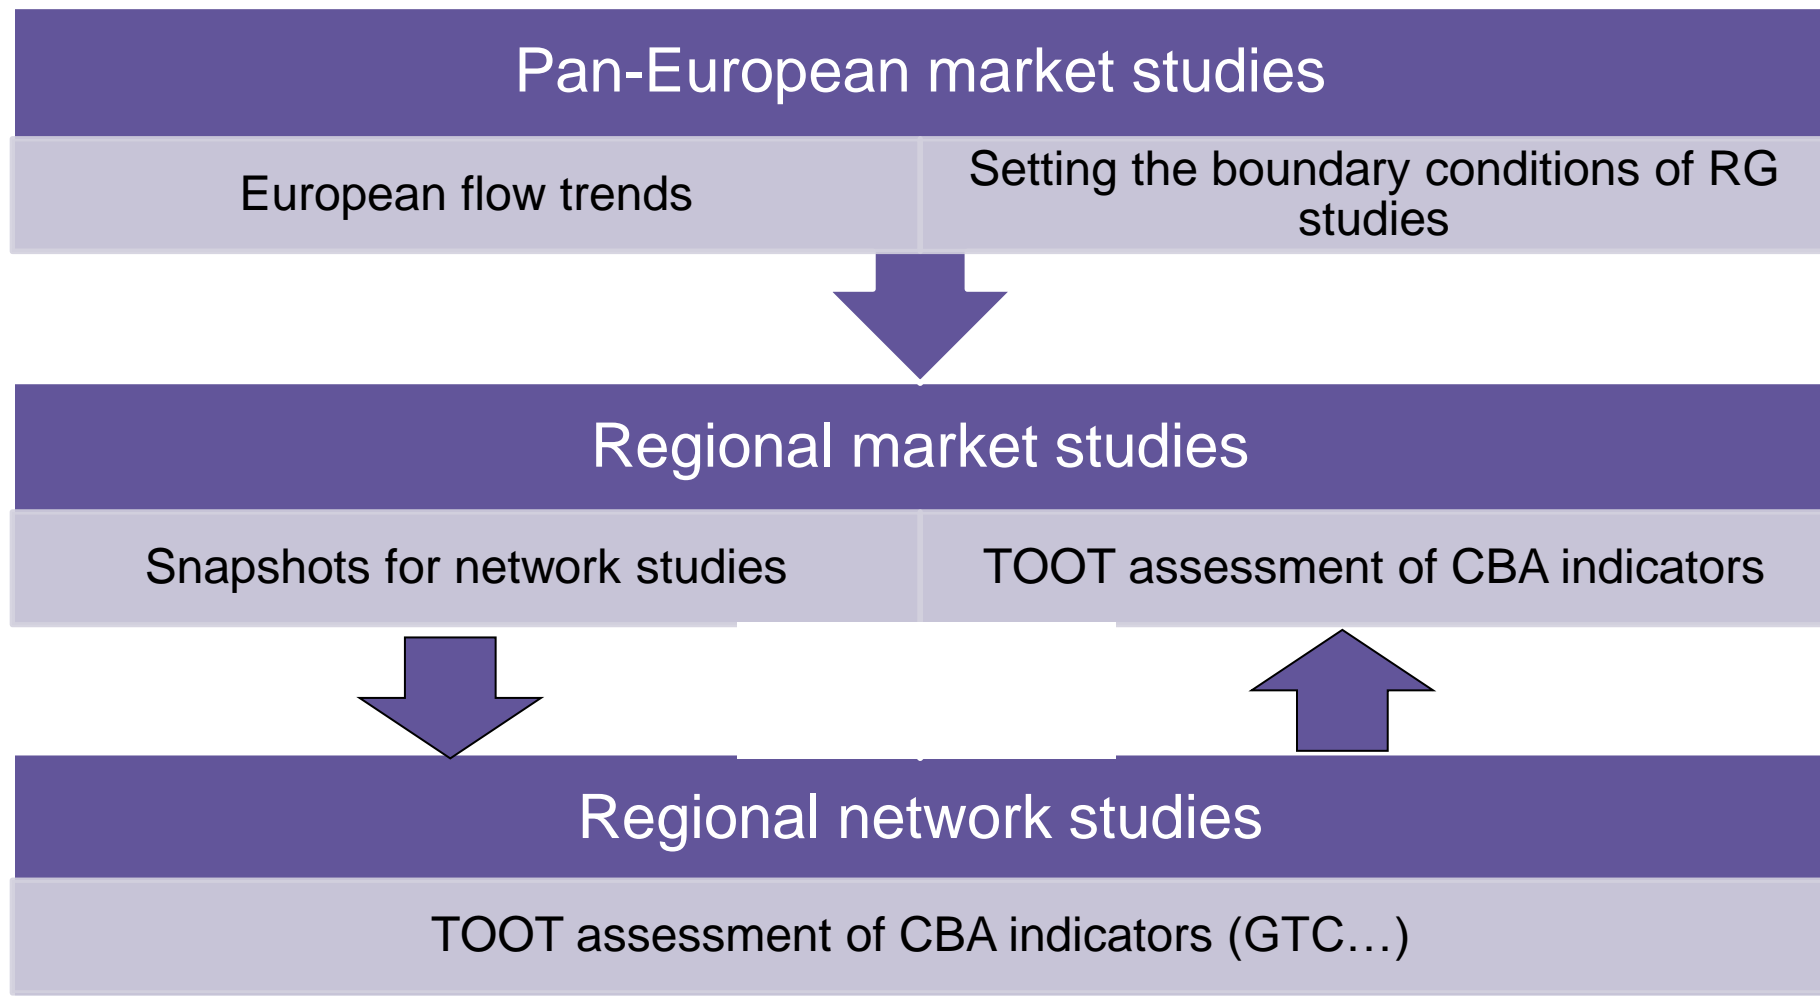 Pan-European market studies
European flow trends
Setting the boundary conditions of RG
studies
Regional market studies
Snapshots for network studies
TOOT assessment of CBA indicators
Regional network studies
TOOT assessment of CBA indicators (GTC…)